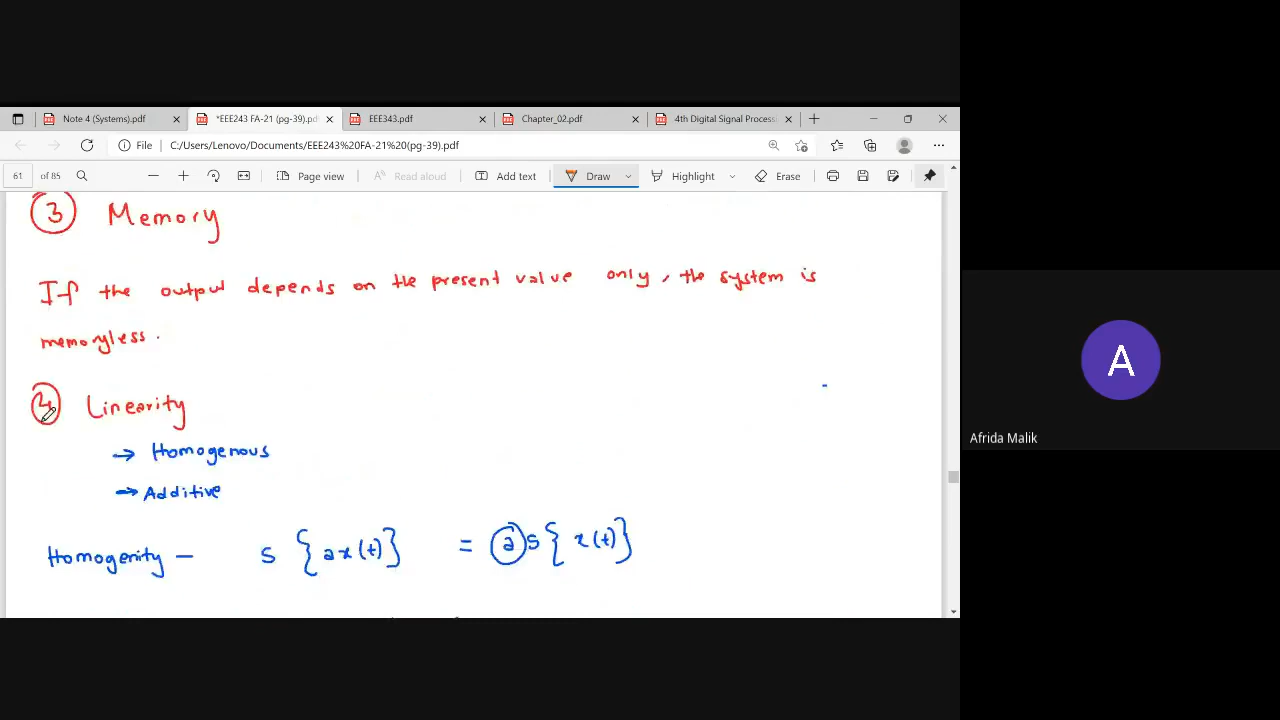 Note 4 (Systems).pdf
*EEE243 FA-21 (pg-39).pdf
EEE343.pdf
Chapter_02.pdf
4th Digital Signal Process
File
C:/Users/Lenovo/Documents/EEE243%20FA-21%20(pg-39).pdf
61 of 85
Page view
Read aloud
Add text
Draw
Highlight
Erase
3 Memory
If the output depends on the present value only, the system is
memoryless.
4 Linearity
→ Homogenous
→ Additive
Homogenity — S {ax(t)} = a S {x(t)}
A
Afrida Malik